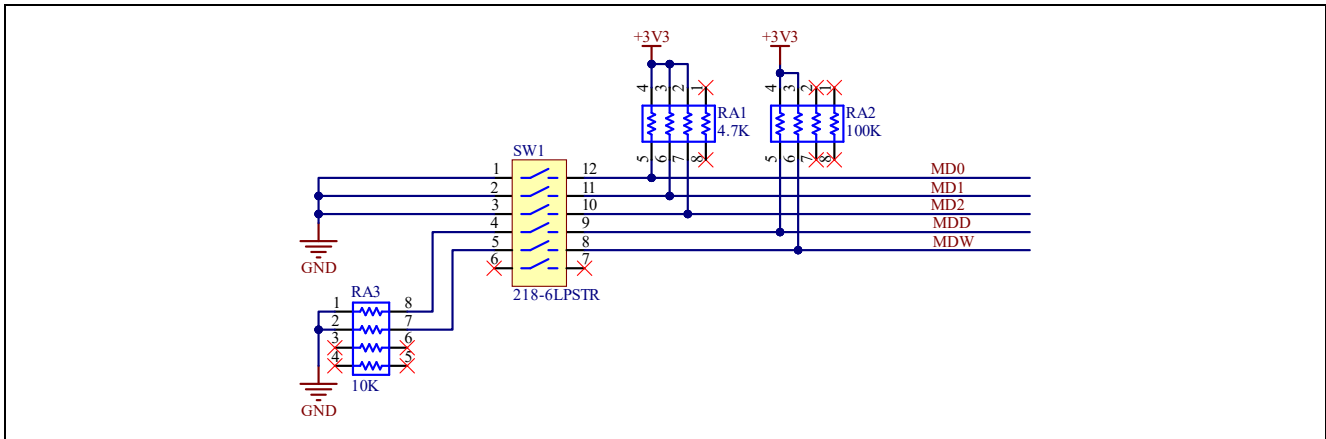 +3V3 +3V3
4 3 2 1 4 3 2 1
RA1 RA2
4.7K 100K
5 6 7 8 5 6 7 8
SW1
1 12 MD0
2 11 MD1
3 10 MD2
4 9 MDD
5 8 MDW
6 7
GND
218-6LPSTR
RA3
1 8
2 7
3 6
4 5
10K
GND